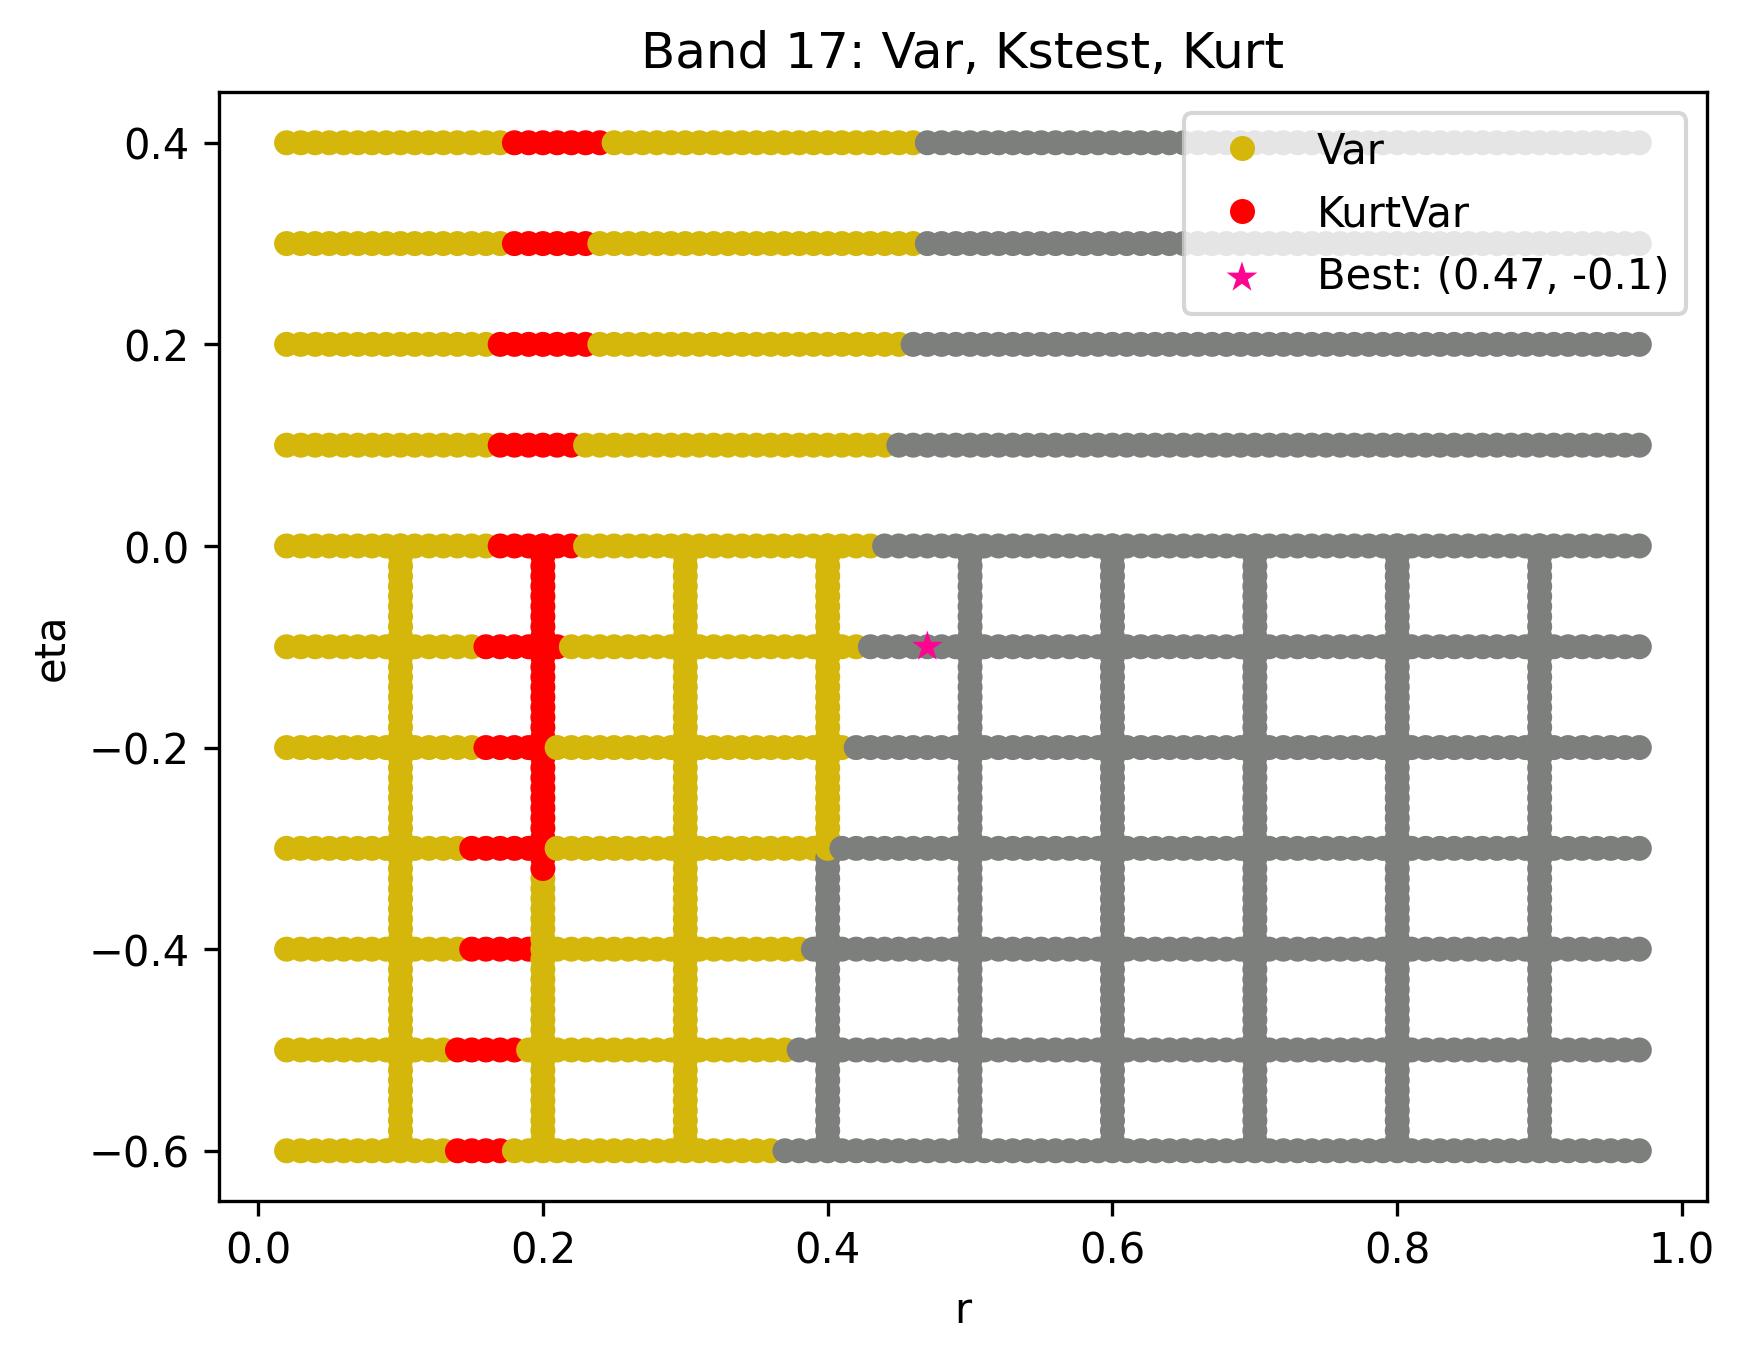 Band 17: Var, Kstest, Kurt
Var
KurtVar
Best: (0.47, -0.1)
0.4
0.2
0.0
−0.2
−0.4
−0.6
eta
0.0 0.2 0.4 0.6 0.8 1.0
r